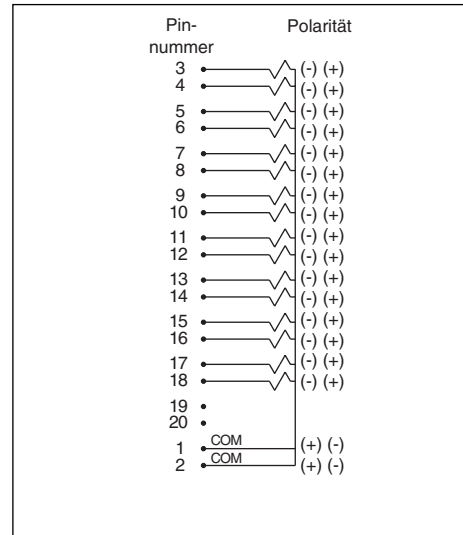 Pin-
nummer Polarität
3 (-) (+)
4 (-) (+)
5 (-) (+)
6 (-) (+)
7 (-) (+)
8 (-) (+)
9 (-) (+)
10 (-) (+)
11 (-) (+)
12 (-) (+)
13 (-) (+)
14 (-) (+)
15 (-) (+)
16 (-) (+)
17 (-) (+)
18 (-) (+)
19
20
1 COM (+) (-)
2 COM (+) (-)